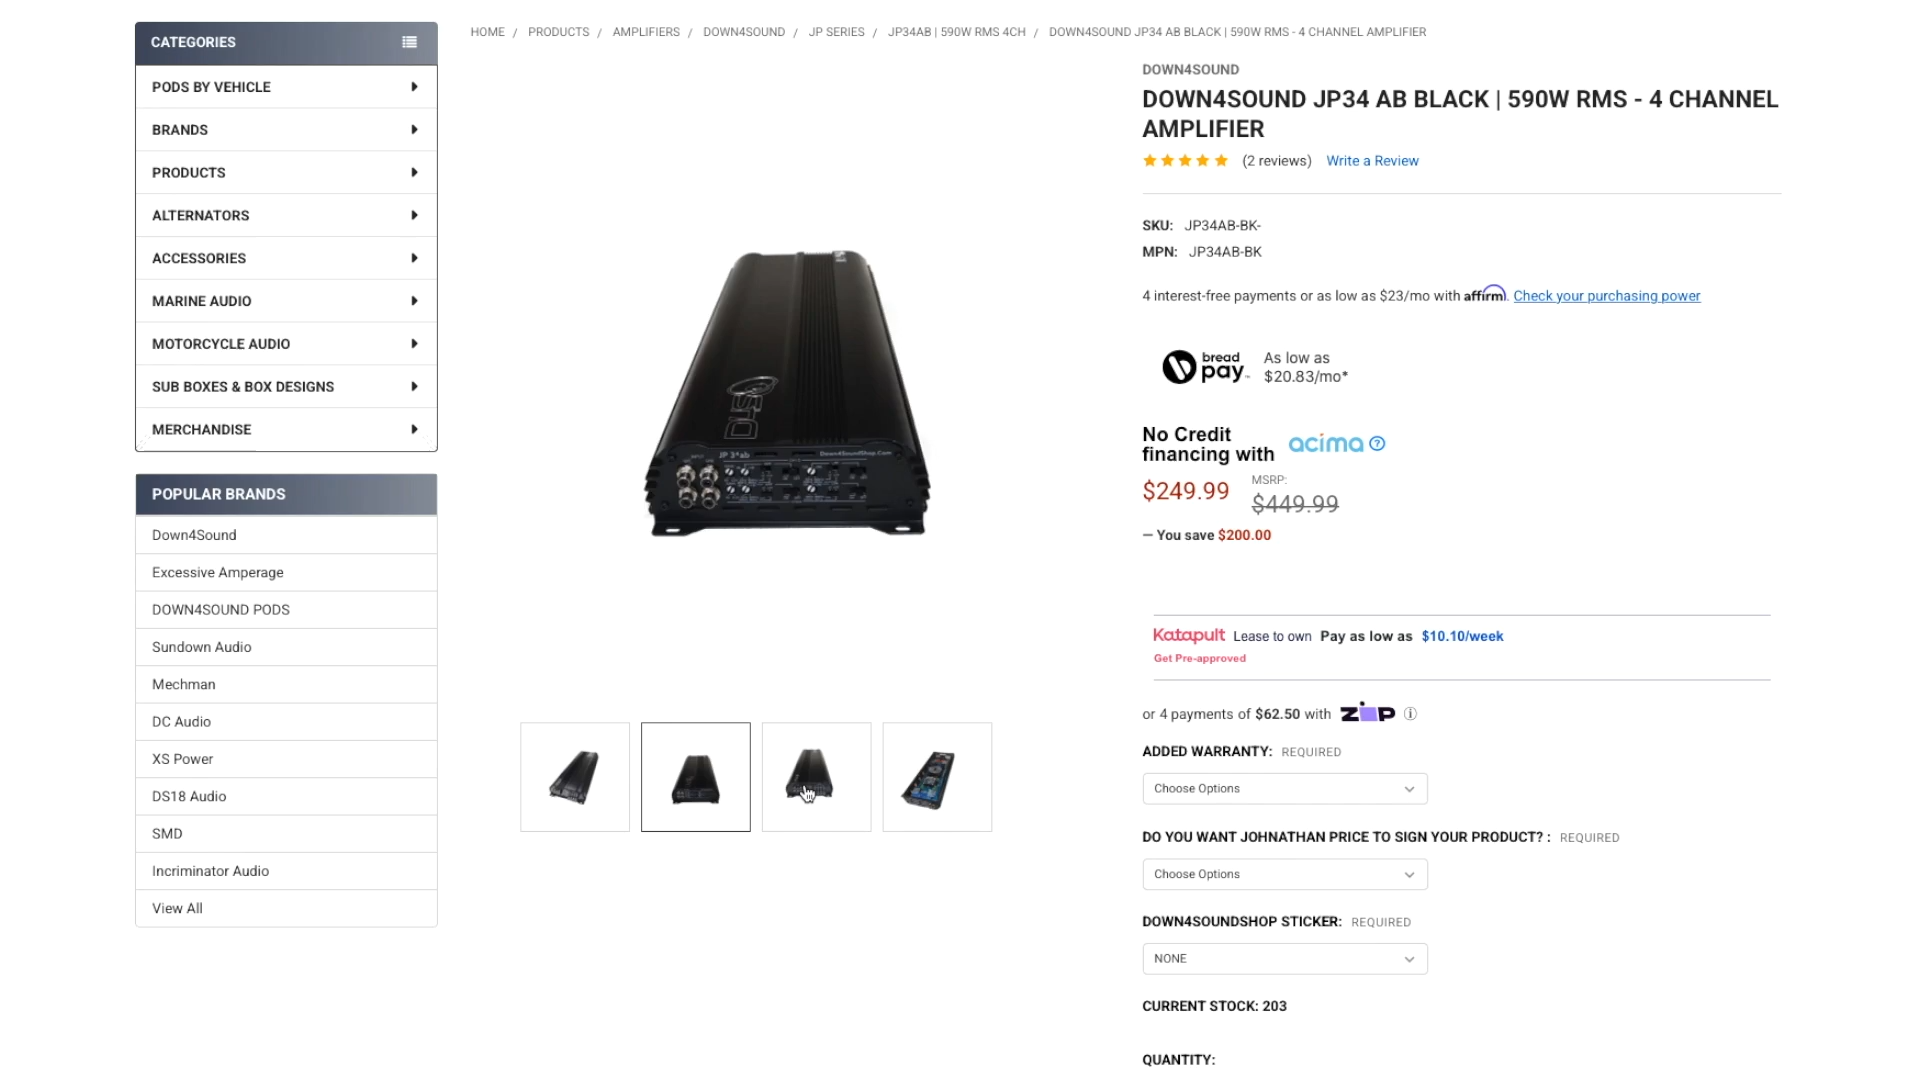 CATEGORIES
PODS BY VEHICLE
BRANDS
PRODUCTS
ALTERNATORS
ACCESSORIES
MARINE AUDIO
MOTORCYCLE AUDIO
SUB BOXES & BOX DESIGNS
MERCHANDISE
POPULAR BRANDS
Down4Sound
Excessive Amperage
DOWN4SOUND PODS
Sundown Audio
Mechman
DC Audio
XS Power
DS18 Audio
SMD
Incriminator Audio
View All
HOME / PRODUCTS / AMPLIFIERS / DOWN4SOUND / JP SERIES / JP34AB | 590W RMS 4CH / DOWN4SOUND JP34 AB BLACK | 590W RMS - 4 CHANNEL AMPLIFIER
JP 3*ab Down4SoundShop.Com
DOWN4SOUND
DOWN4SOUND JP34 AB BLACK | 590W RMS - 4 CHANNEL
AMPLIFIER
(2 reviews) Write a Review
SKU: JP34AB-BK-
MPN: JP34AB-BK
4 interest-free payments or as low as $23/mo with affirm. Check your purchasing power
bread pay™ As low as
$20.83/mo*
No Credit
financing with acima ?
$249.99 MSRP: $449.99
— You save $200.00
Katapult Lease to own Pay as low as $10.10/week
Get Pre-approved
or 4 payments of $62.50 with ZIP ⓘ
ADDED WARRANTY: REQUIRED
Choose Options
DO YOU WANT JOHNATHAN PRICE TO SIGN YOUR PRODUCT? : REQUIRED
Choose Options
DOWN4SOUNDSHOP STICKER: REQUIRED
NONE
CURRENT STOCK: 203
QUANTITY: